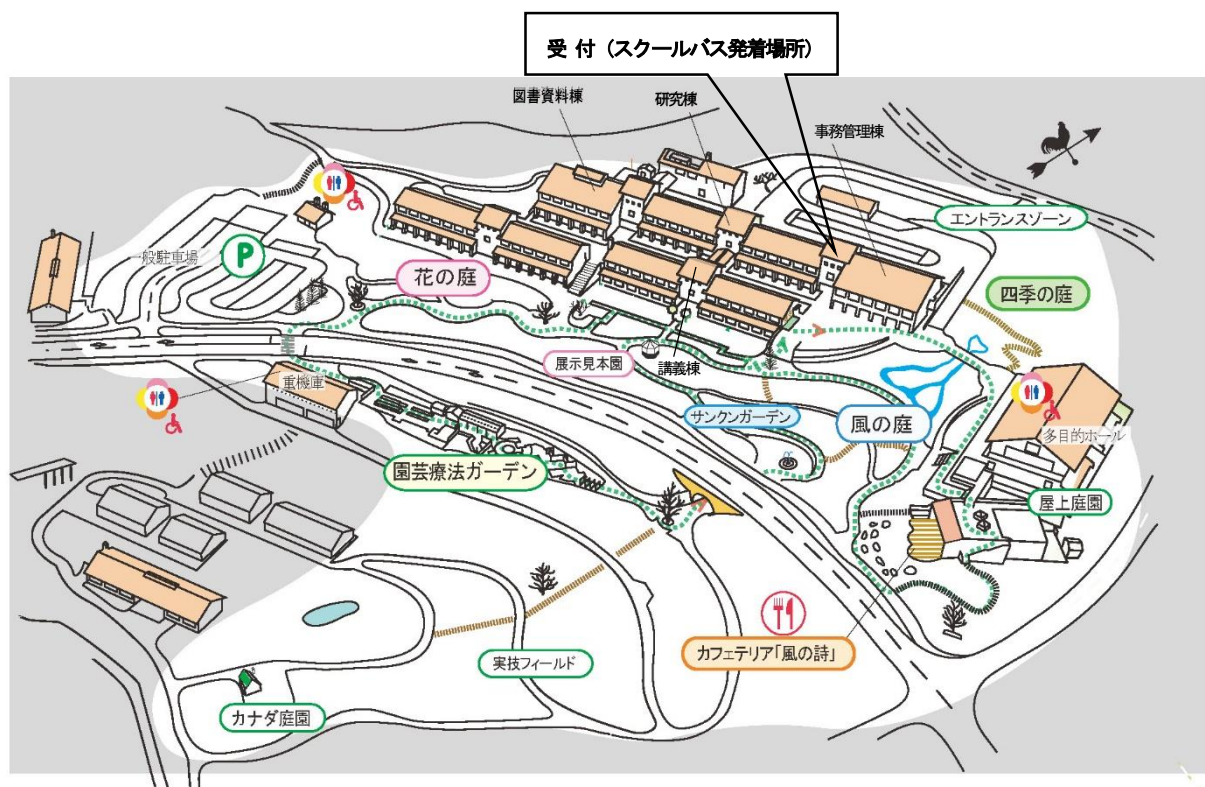 受 付（スクールバス発着場所）
図書資料棟
研究棟
事務管理棟
エントランスゾーン
一般駐車場
P
花の庭
四季の庭
展示見本園
講義棟
重機庫
サンクンガーデン
風の庭
多目的ホール
園芸療法ガーデン
屋上庭園
カフェテリア「風の詩」
実技フィールド
カナダ庭園